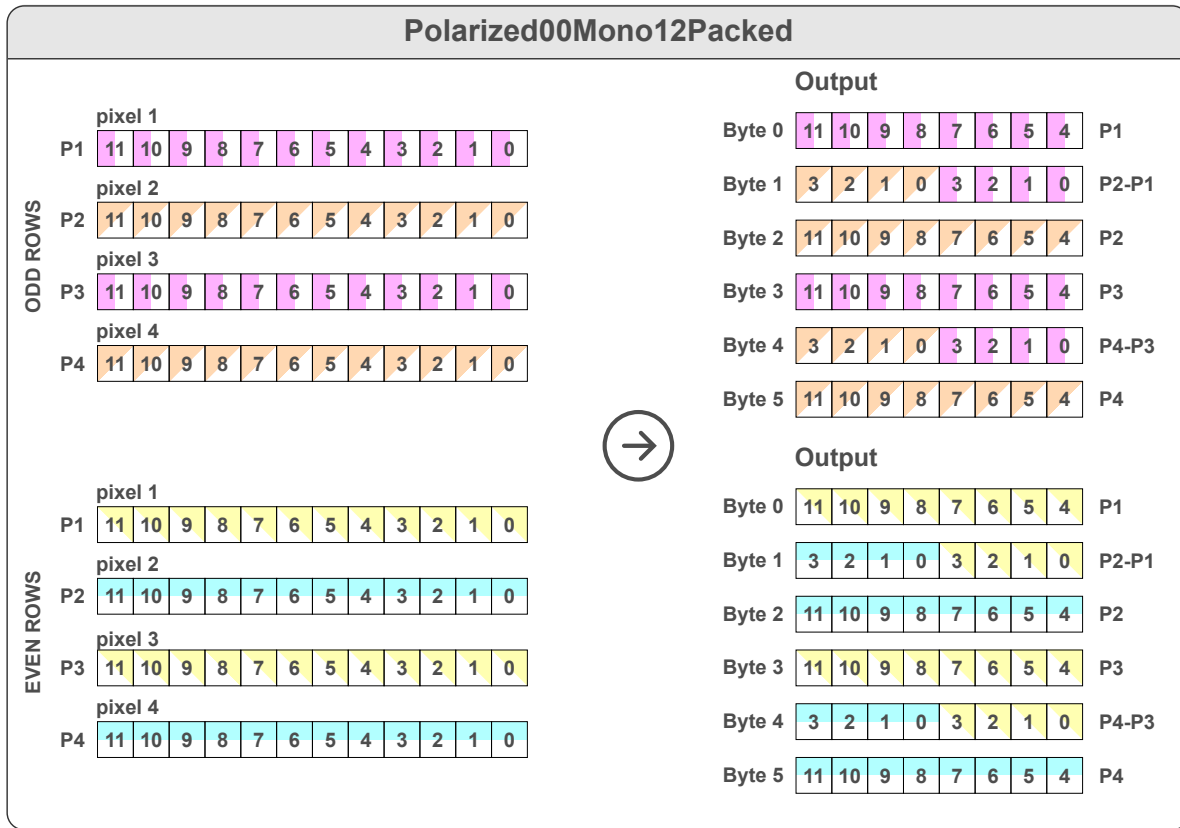 Polarized00Mono12Packed
ODD ROWS
pixel 1
P1 11 10 9 8 7 6 5 4 3 2 1 0
pixel 2
P2 11 10 9 8 7 6 5 4 3 2 1 0
pixel 3
P3 11 10 9 8 7 6 5 4 3 2 1 0
pixel 4
P4 11 10 9 8 7 6 5 4 3 2 1 0
Output
Byte 0 11 10 9 8 7 6 5 4 P1
Byte 1 3 2 1 0 3 2 1 0 P2-P1
Byte 2 11 10 9 8 7 6 5 4 P2
Byte 3 11 10 9 8 7 6 5 4 P3
Byte 4 3 2 1 0 3 2 1 0 P4-P3
Byte 5 11 10 9 8 7 6 5 4 P4
EVEN ROWS
pixel 1
P1 11 10 9 8 7 6 5 4 3 2 1 0
pixel 2
P2 11 10 9 8 7 6 5 4 3 2 1 0
pixel 3
P3 11 10 9 8 7 6 5 4 3 2 1 0
pixel 4
P4 11 10 9 8 7 6 5 4 3 2 1 0
Output
Byte 0 11 10 9 8 7 6 5 4 P1
Byte 1 3 2 1 0 3 2 1 0 P2-P1
Byte 2 11 10 9 8 7 6 5 4 P2
Byte 3 11 10 9 8 7 6 5 4 P3
Byte 4 3 2 1 0 3 2 1 0 P4-P3
Byte 5 11 10 9 8 7 6 5 4 P4